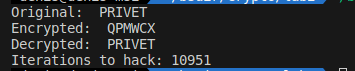 Original: PRIVET
Encrypted: QPMWCX
Decrypted: PRIVET
Iterations to hack: 10951